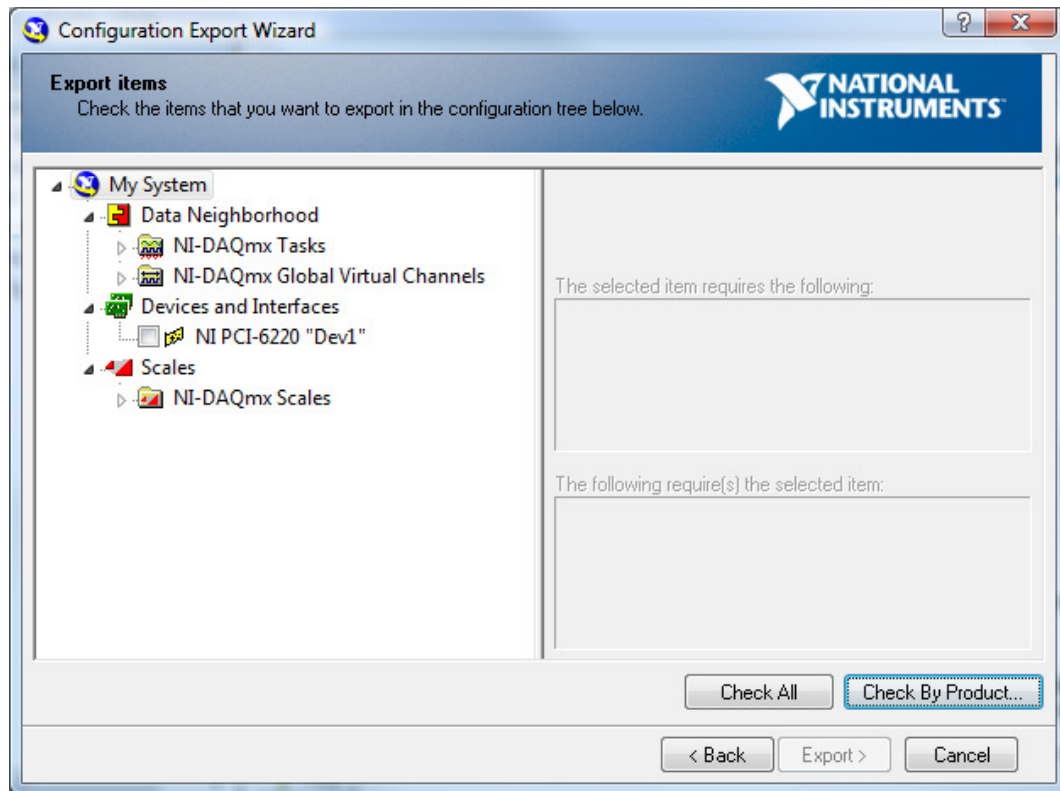 Configuration Export Wizard
Export items
Check the items that you want to export in the configuration tree below.
NATIONAL
INSTRUMENTS
My System
Data Neighborhood
NI-DAQmx Tasks
NI-DAQmx Global Virtual Channels
Devices and Interfaces
NI PCI-6220 "Dev1"
Scales
NI-DAQmx Scales
The selected item requires the following:
The following require(s) the selected item:
Check All
Check By Product...
< Back
Export >
Cancel